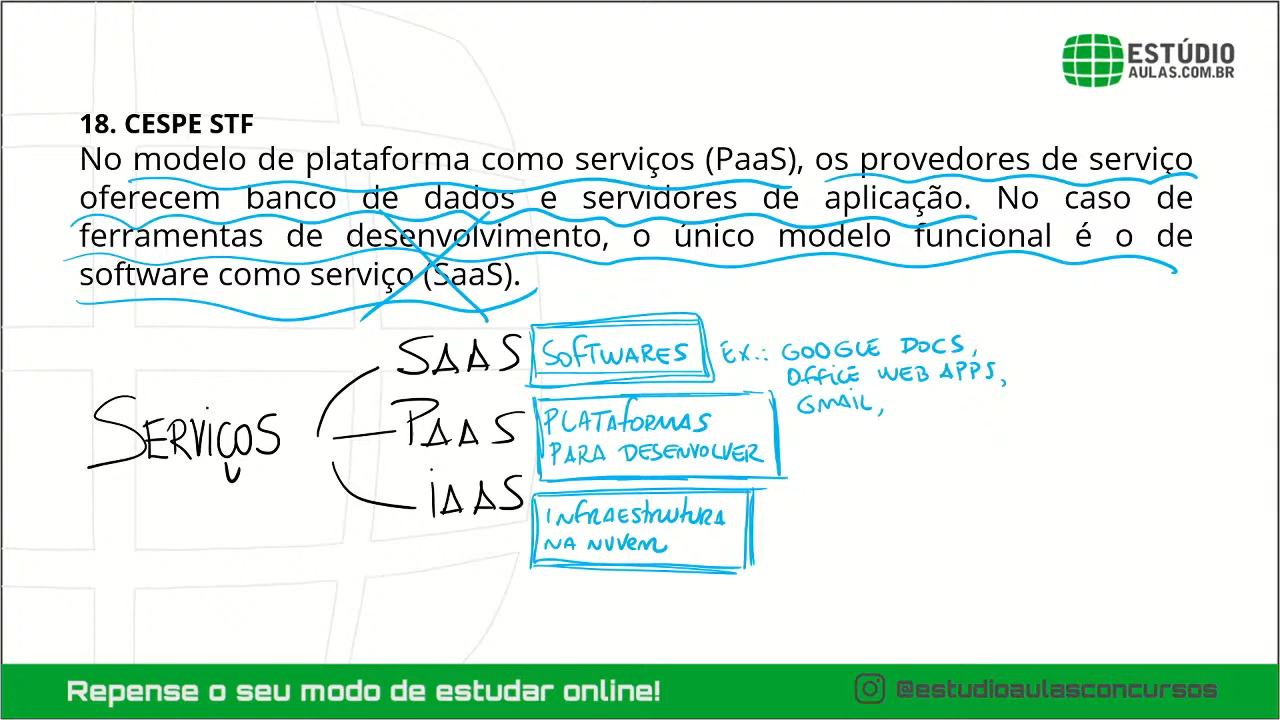 ESTÚDIO
AULAS.COM.BR
18. CESPE STF
No modelo de plataforma como serviços (PaaS), os provedores de serviço
oferecem banco de dados e servidores de aplicação. No caso de
ferramentas de desenvolvimento, o único modelo funcional é o de
software como serviço (SaaS).
SAAS SOFTWARES EX.: GOOGLE DOCS,
OFFICE WEB APPS,
GMAIL,
SERVIÇOS
PAAS PLATAFORMAS
PARA DESENVOLVER
IAAS INFRAESTRUTURA
NA NUVEM
Repense o seu modo de estudar online!
@estudioaulasconcursos